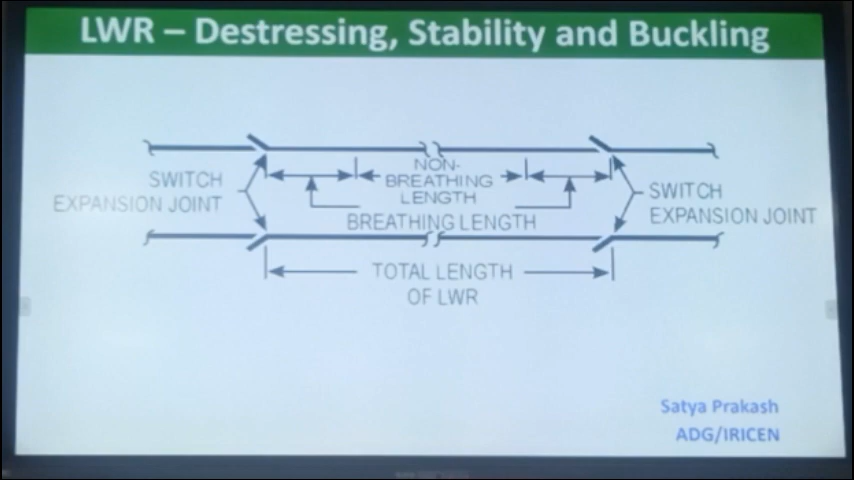 LWR – Destressing, Stability and Buckling
NON-
BREATHING
LENGTH
SWITCH
EXPANSION JOINT
SWITCH
EXPANSION JOINT
BREATHING LENGTH
TOTAL LENGTH
OF LWR
Satya Prakash
ADG/IRICEN